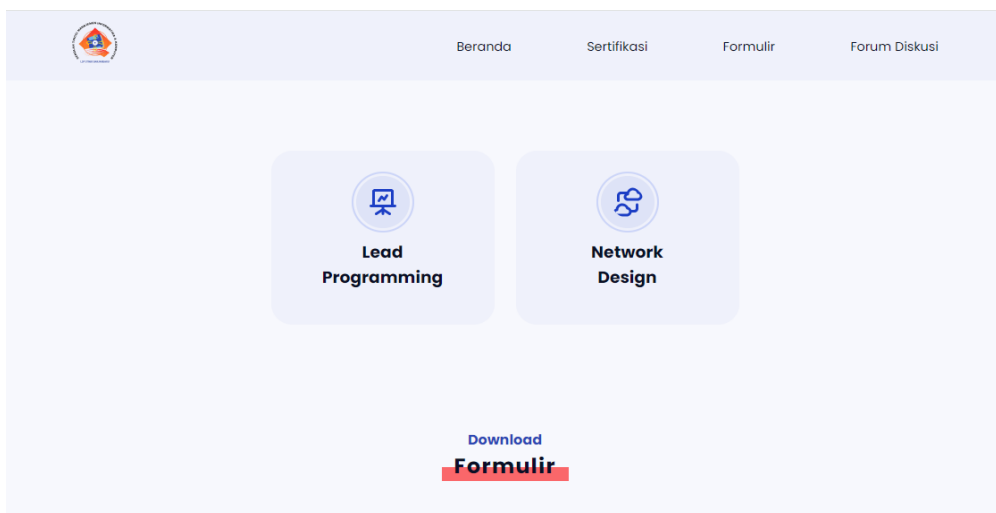 Beranda
Sertifikasi
Formulir
Forum Diskusi
Lead
Programming
Network
Design
Download
Formulir